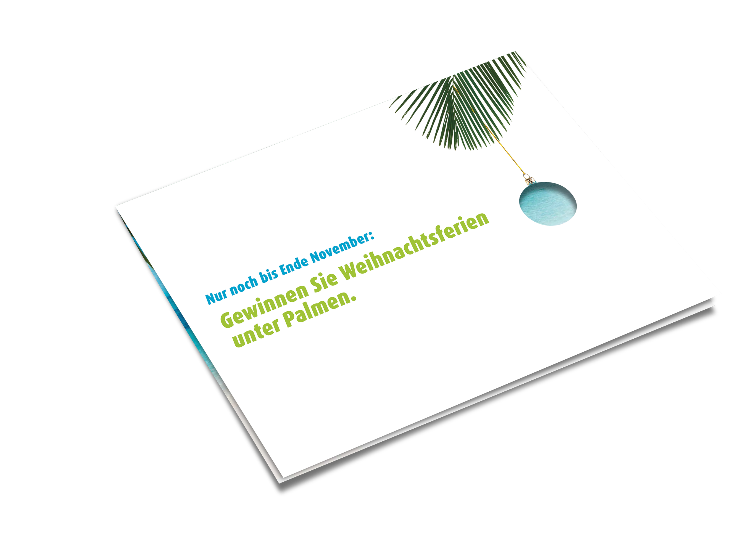 Nur noch bis Ende November:
Gewinnen Sie Weihnachtsferien
unter Palmen.